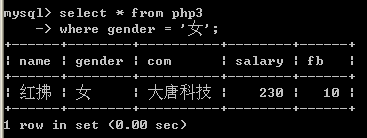 mysql> select * from php3
    -> where gender = '女';
+------+--------+----------+--------+------+
| name | gender | com      | salary | fb   |
+------+--------+----------+--------+------+
| 红拂 | 女     | 大唐科技 |    230 |   10 |
+------+--------+----------+--------+------+
1 row in set (0.00 sec)